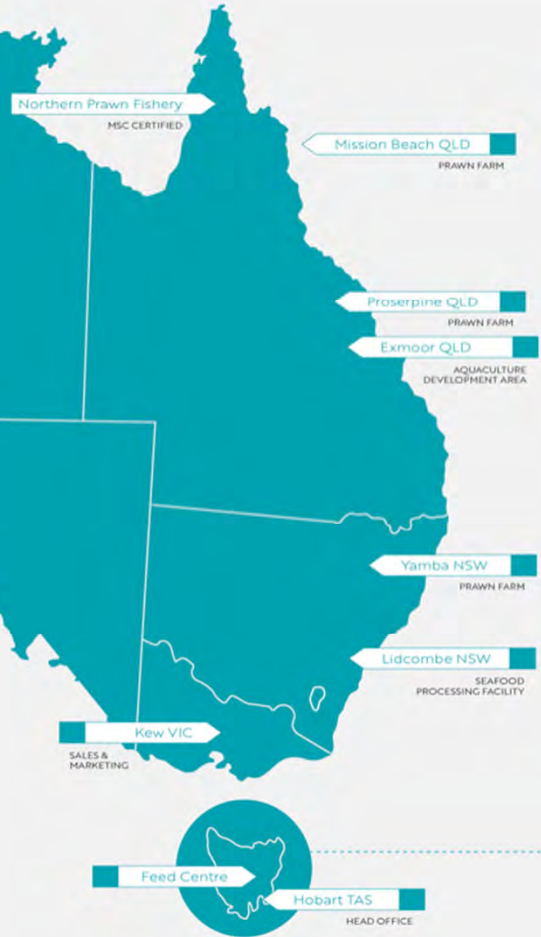 Northern Prawn Fishery
MSC CERTIFIED
Mission Beach QLD
PRAWN FARM
Proserpine QLD
PRAWN FARM
Exmoor QLD
AQUACULTURE
DEVELOPMENT AREA
Yamba NSW
PRAWN FARM
Lidcombe NSW
SEAFOOD
PROCESSING FACILITY
Kew VIC
SALES &
MARKETING
Feed Centre
Hobart TAS
HEAD OFFICE